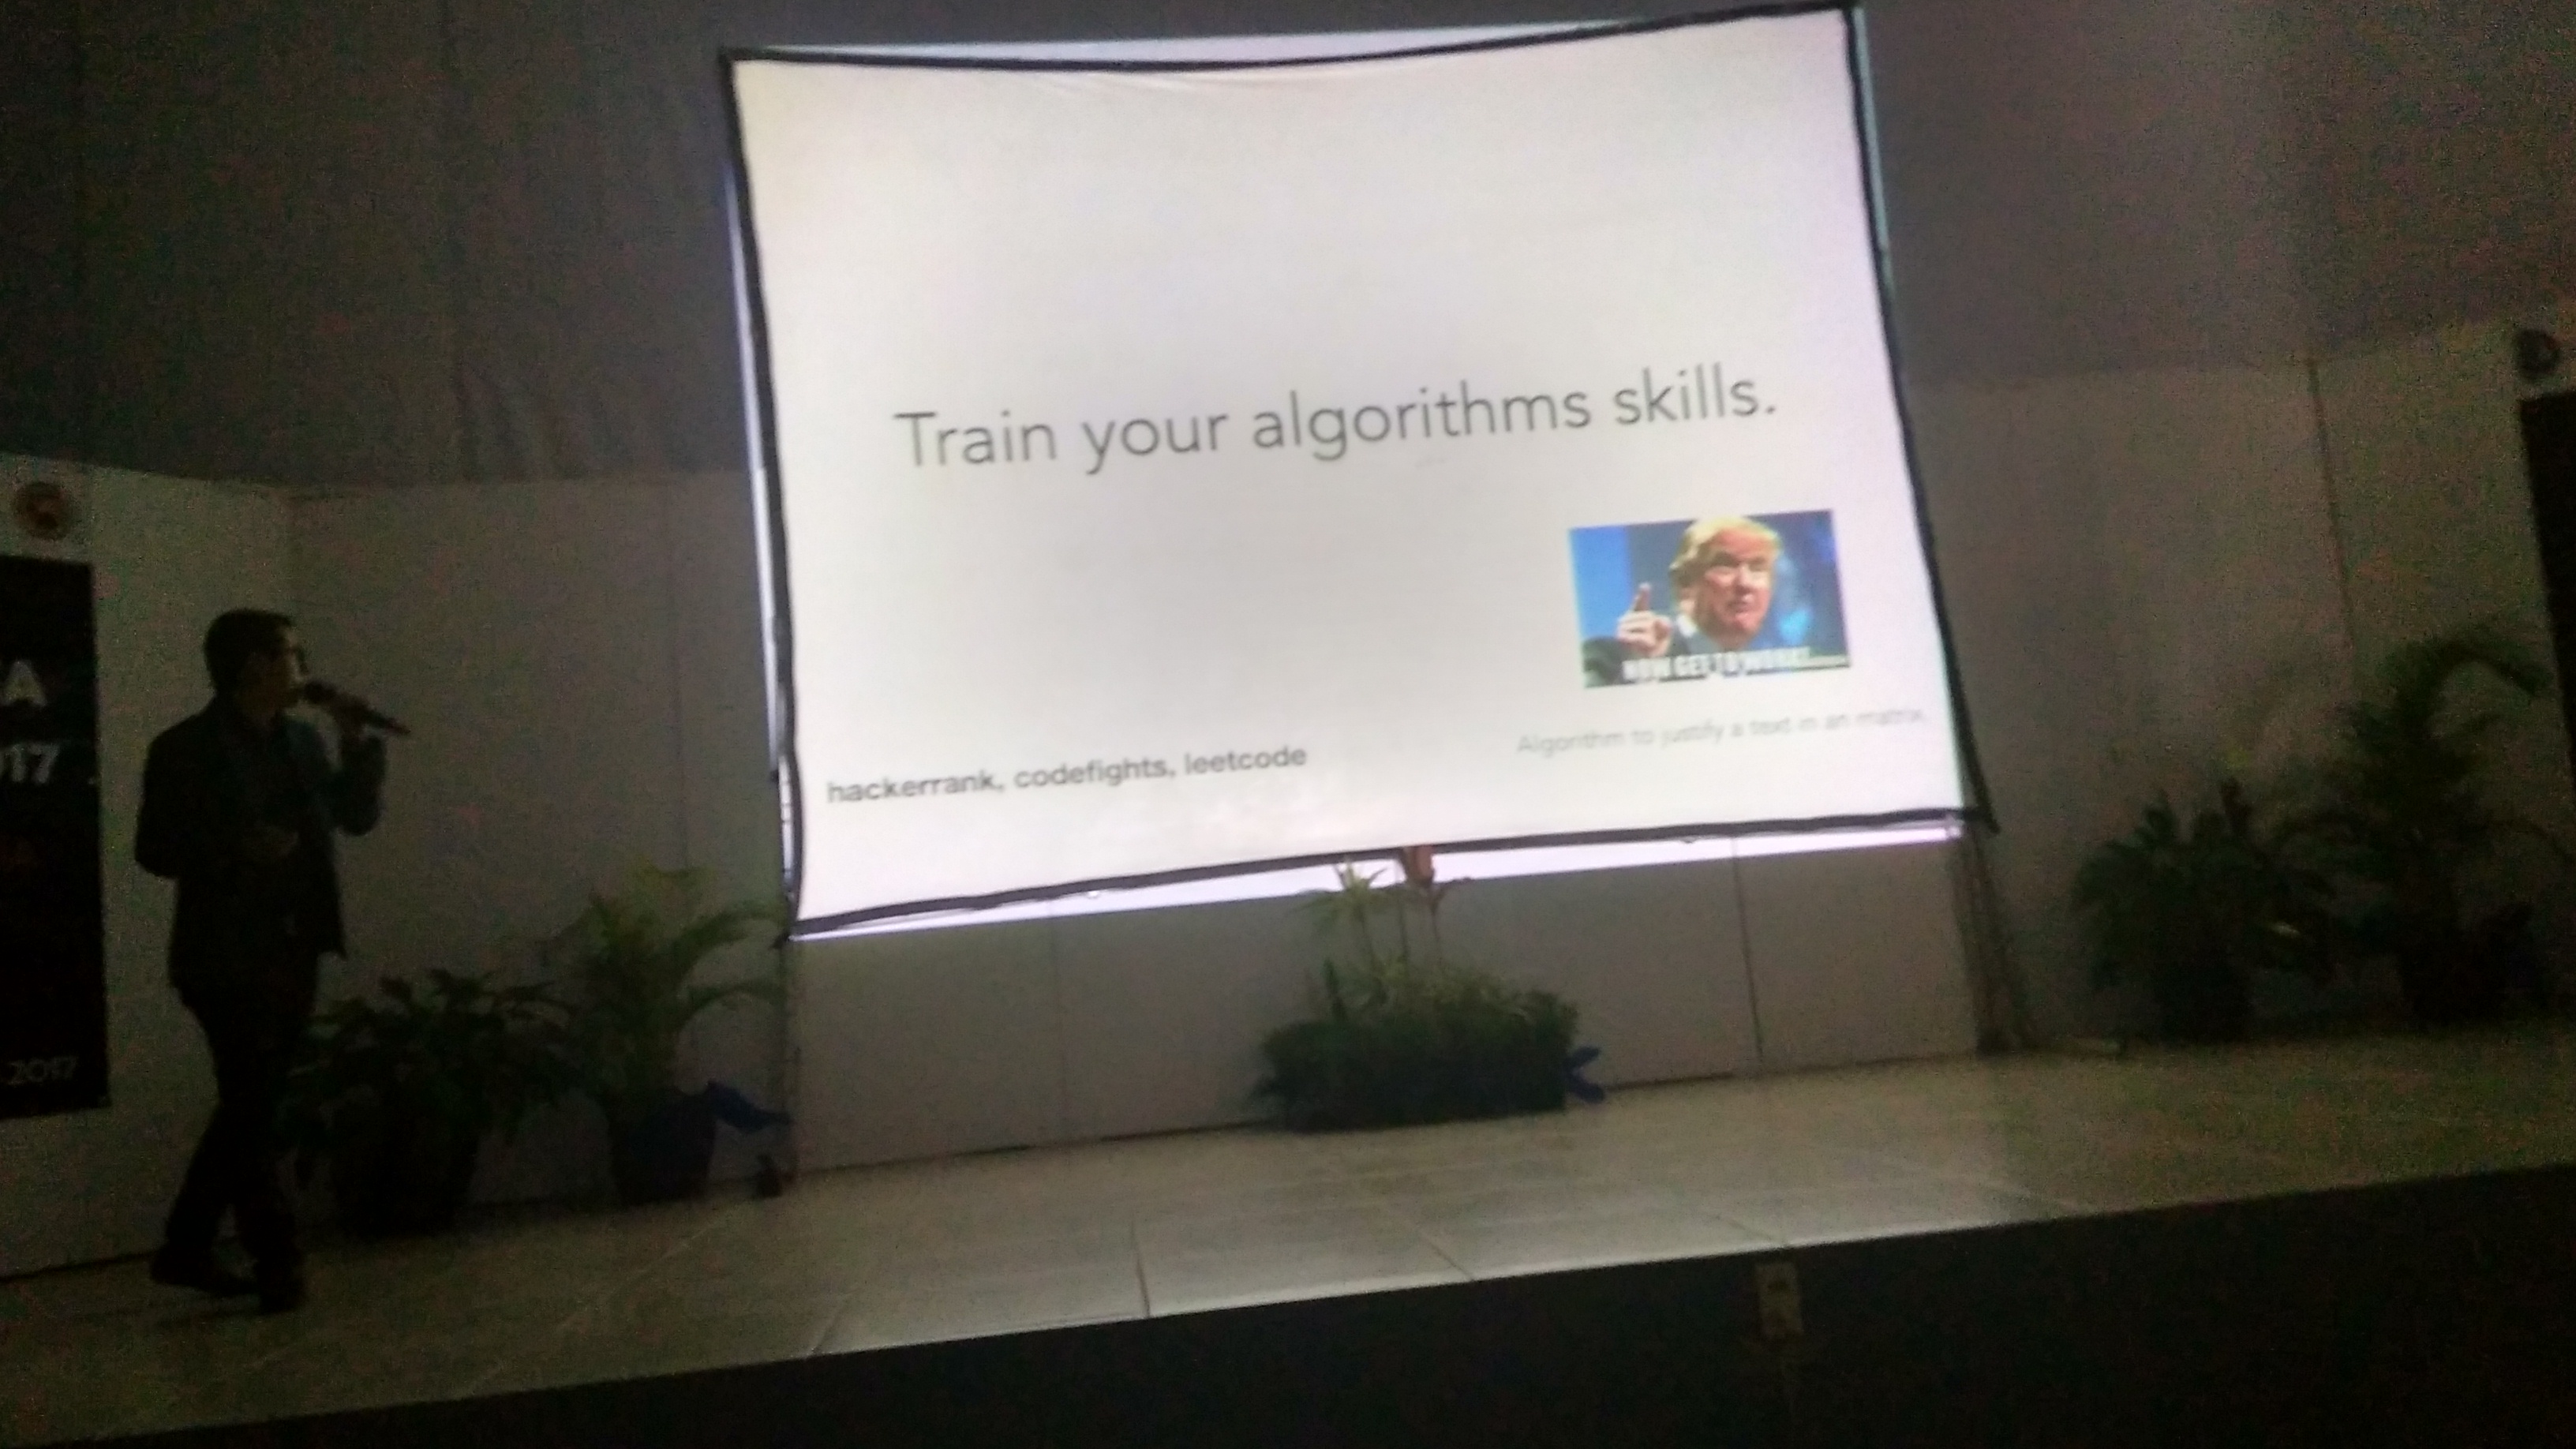 Train your algorithms skills.
NOW GET TO WORK!
Algorithm to justify a text in an matrix.
hackerrank, codefights, leetcode
A
17
2017